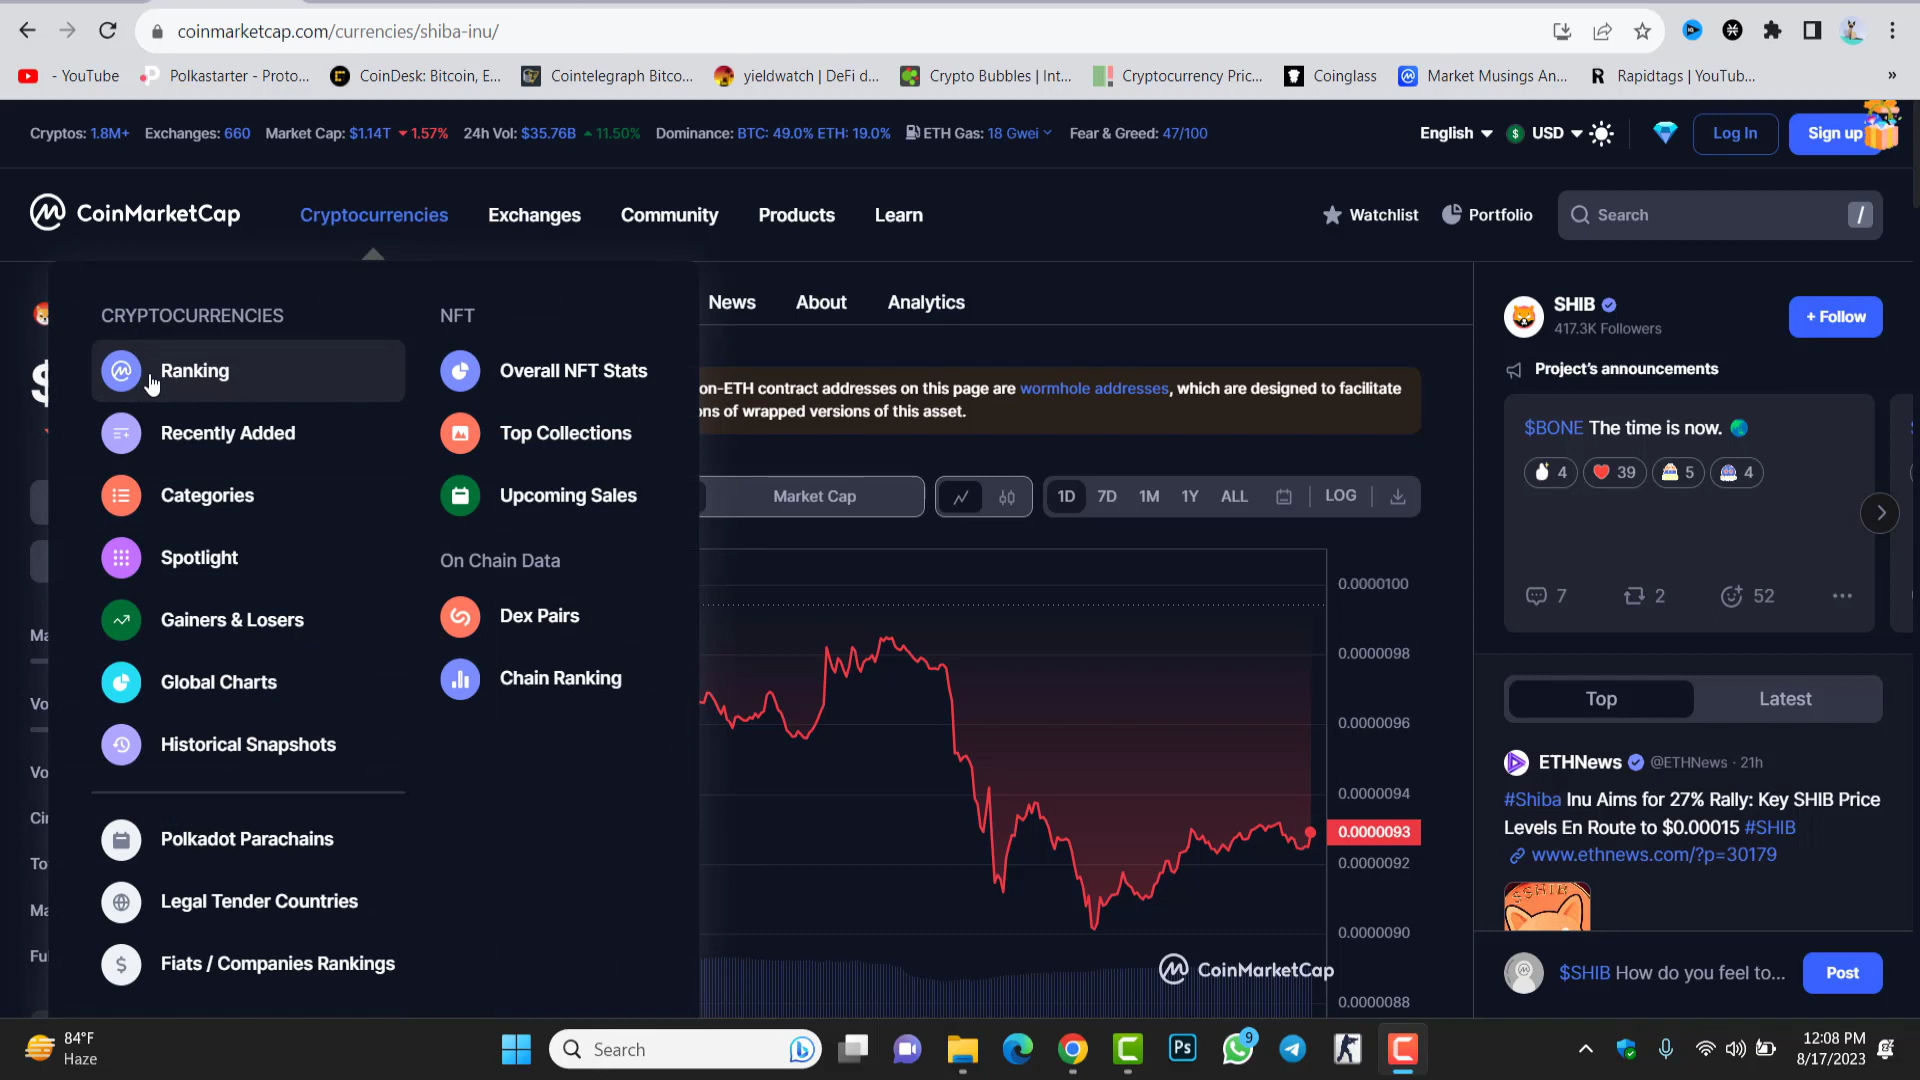 coinmarketcap.com/currencies/shiba-inu/
- YouTube
Polkastarter - Proto...
CoinDesk: Bitcoin, E...
Cointelegraph Bitco...
yieldwatch | DeFi d...
Crypto Bubbles | Int...
Cryptocurrency Pric...
Coinglass
Market Musings An...
Rapidtags | YouTub...
»
Cryptos: 1.8M+ Exchanges: 660 Market Cap: $1.14T 1.57% 24h Vol: $35.76B 11.50% Dominance: BTC: 49.0% ETH: 19.0% ETH Gas: 18 Gwei Fear & Greed: 47/100
English
USD
Log In
Sign up
CoinMarketCap
Cryptocurrencies
Exchanges
Community
Products
Learn
Watchlist
Portfolio
Search
/
CRYPTOCURRENCIES
Ranking
Recently Added
Categories
Spotlight
Gainers & Losers
Global Charts
Historical Snapshots
Polkadot Parachains
Legal Tender Countries
Fiats / Companies Rankings
NFT
Overall NFT Stats
Top Collections
Upcoming Sales
On Chain Data
Dex Pairs
Chain Ranking
$
Ma
Vo
Vo
Cir
To
Ma
Fu
News
About
Analytics
on-ETH contract addresses on this page are wormhole addresses, which are designed to facilitate
ons of wrapped versions of this asset.
Market Cap
1D
7D
1M
1Y
ALL
LOG
0.0000100
0.0000098
0.0000096
0.0000094
0.0000093
0.0000092
0.0000090
0.0000088
CoinMarketCap
SHIB
417.3K Followers
+ Follow
Project's announcements
$BONE The time is now.
4
39
5
4
7
2
52
Top
Latest
ETHNews @ETHNews · 21h
#Shiba Inu Aims for 27% Rally: Key SHIB Price
Levels En Route to $0.00015 #SHIB
www.ethnews.com/?p=30179
SHIB
$SHIB How do you feel to...
Post
84°F
Haze
Search
Ps
9
12:08 PM
8/17/2023